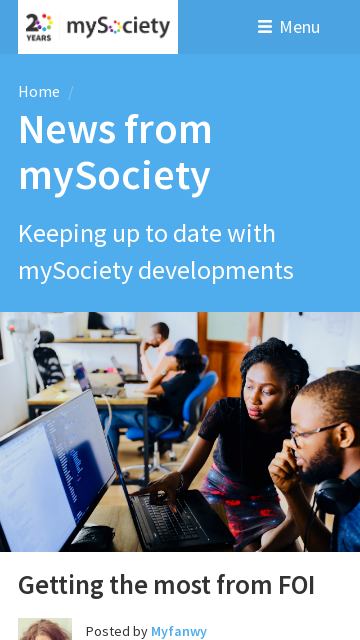 20 YEARS mySociety
Menu
Home /
News from
mySociety
Keeping up to date with
mySociety developments
Getting the most from FOI
Posted by Myfanwy